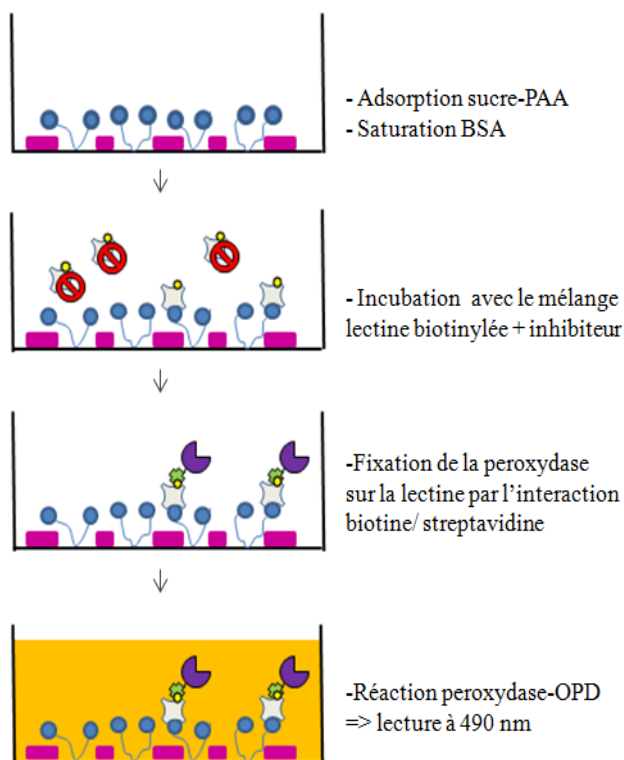 - Adsorption sucre-PAA
- Saturation BSA
- Incubation avec le mélange
lectine biotinylée + inhibiteur
-Fixation de la peroxydase
sur la lectine par l'interaction
biotine/ streptavidine
-Réaction peroxydase-OPD
=> lecture à 490 nm